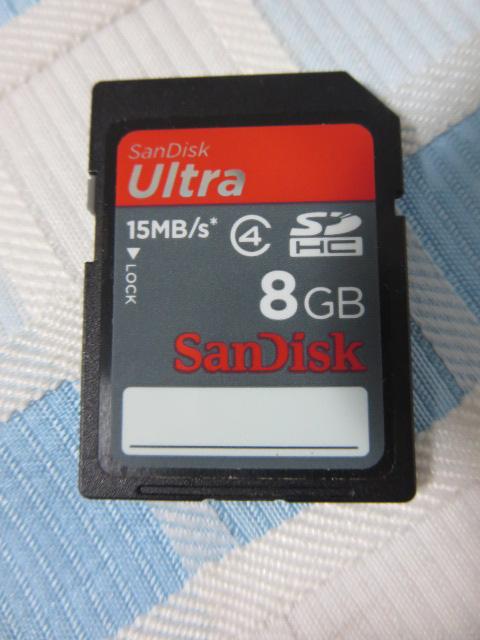 SanDisk
Ultra
15MB/s* 4 SD HC
LOCK
8GB
SanDisk